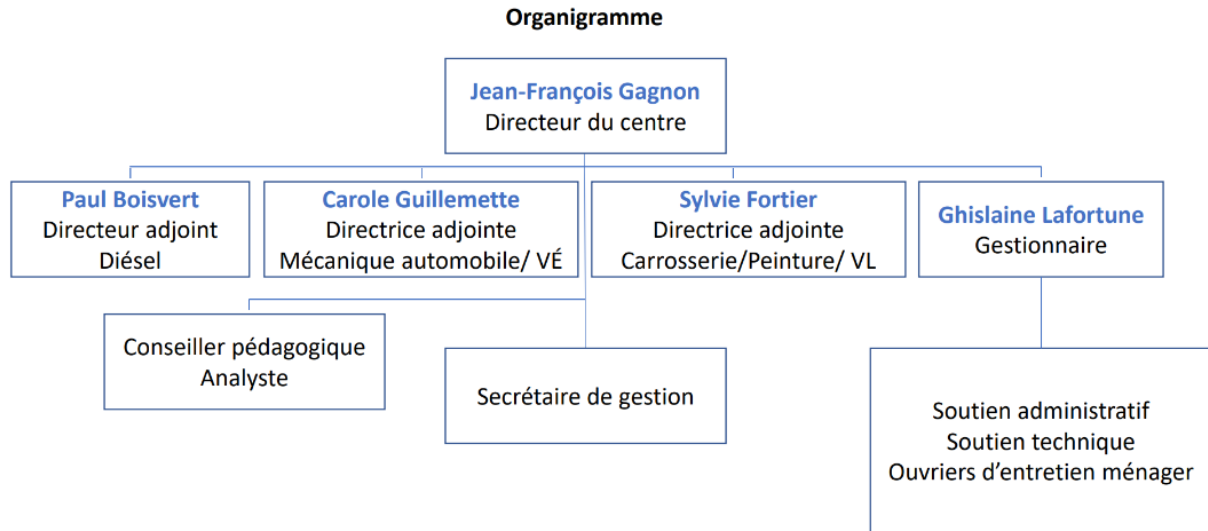 Organigramme
Jean-François Gagnon
Directeur du centre
Paul Boisvert
Directeur adjoint
Diésel
Carole Guillemette
Directrice adjointe
Mécanique automobile/ VÉ
Sylvie Fortier
Directrice adjointe
Carrosserie/Peinture/ VL
Ghislaine Lafortune
Gestionnaire
Conseiller pédagogique
Analyste
Secrétaire de gestion
Soutien administratif
Soutien technique
Ouvriers d’entretien ménager